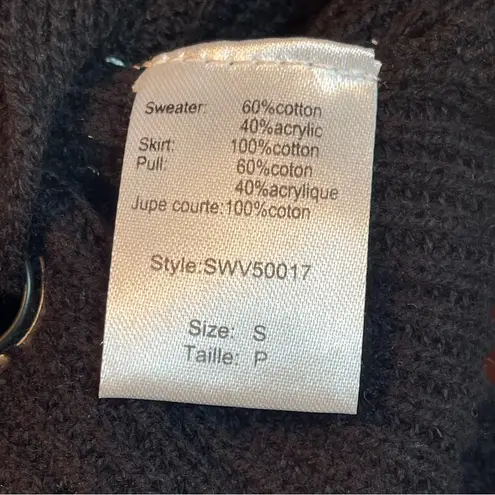 Sweater: 60%cotton
40%acrylic
Skirt: 100%cotton
Pull: 60%coton
40%acrylique
Jupe courte:100%coton
Style:SWV50017
Size: S
Taille: P